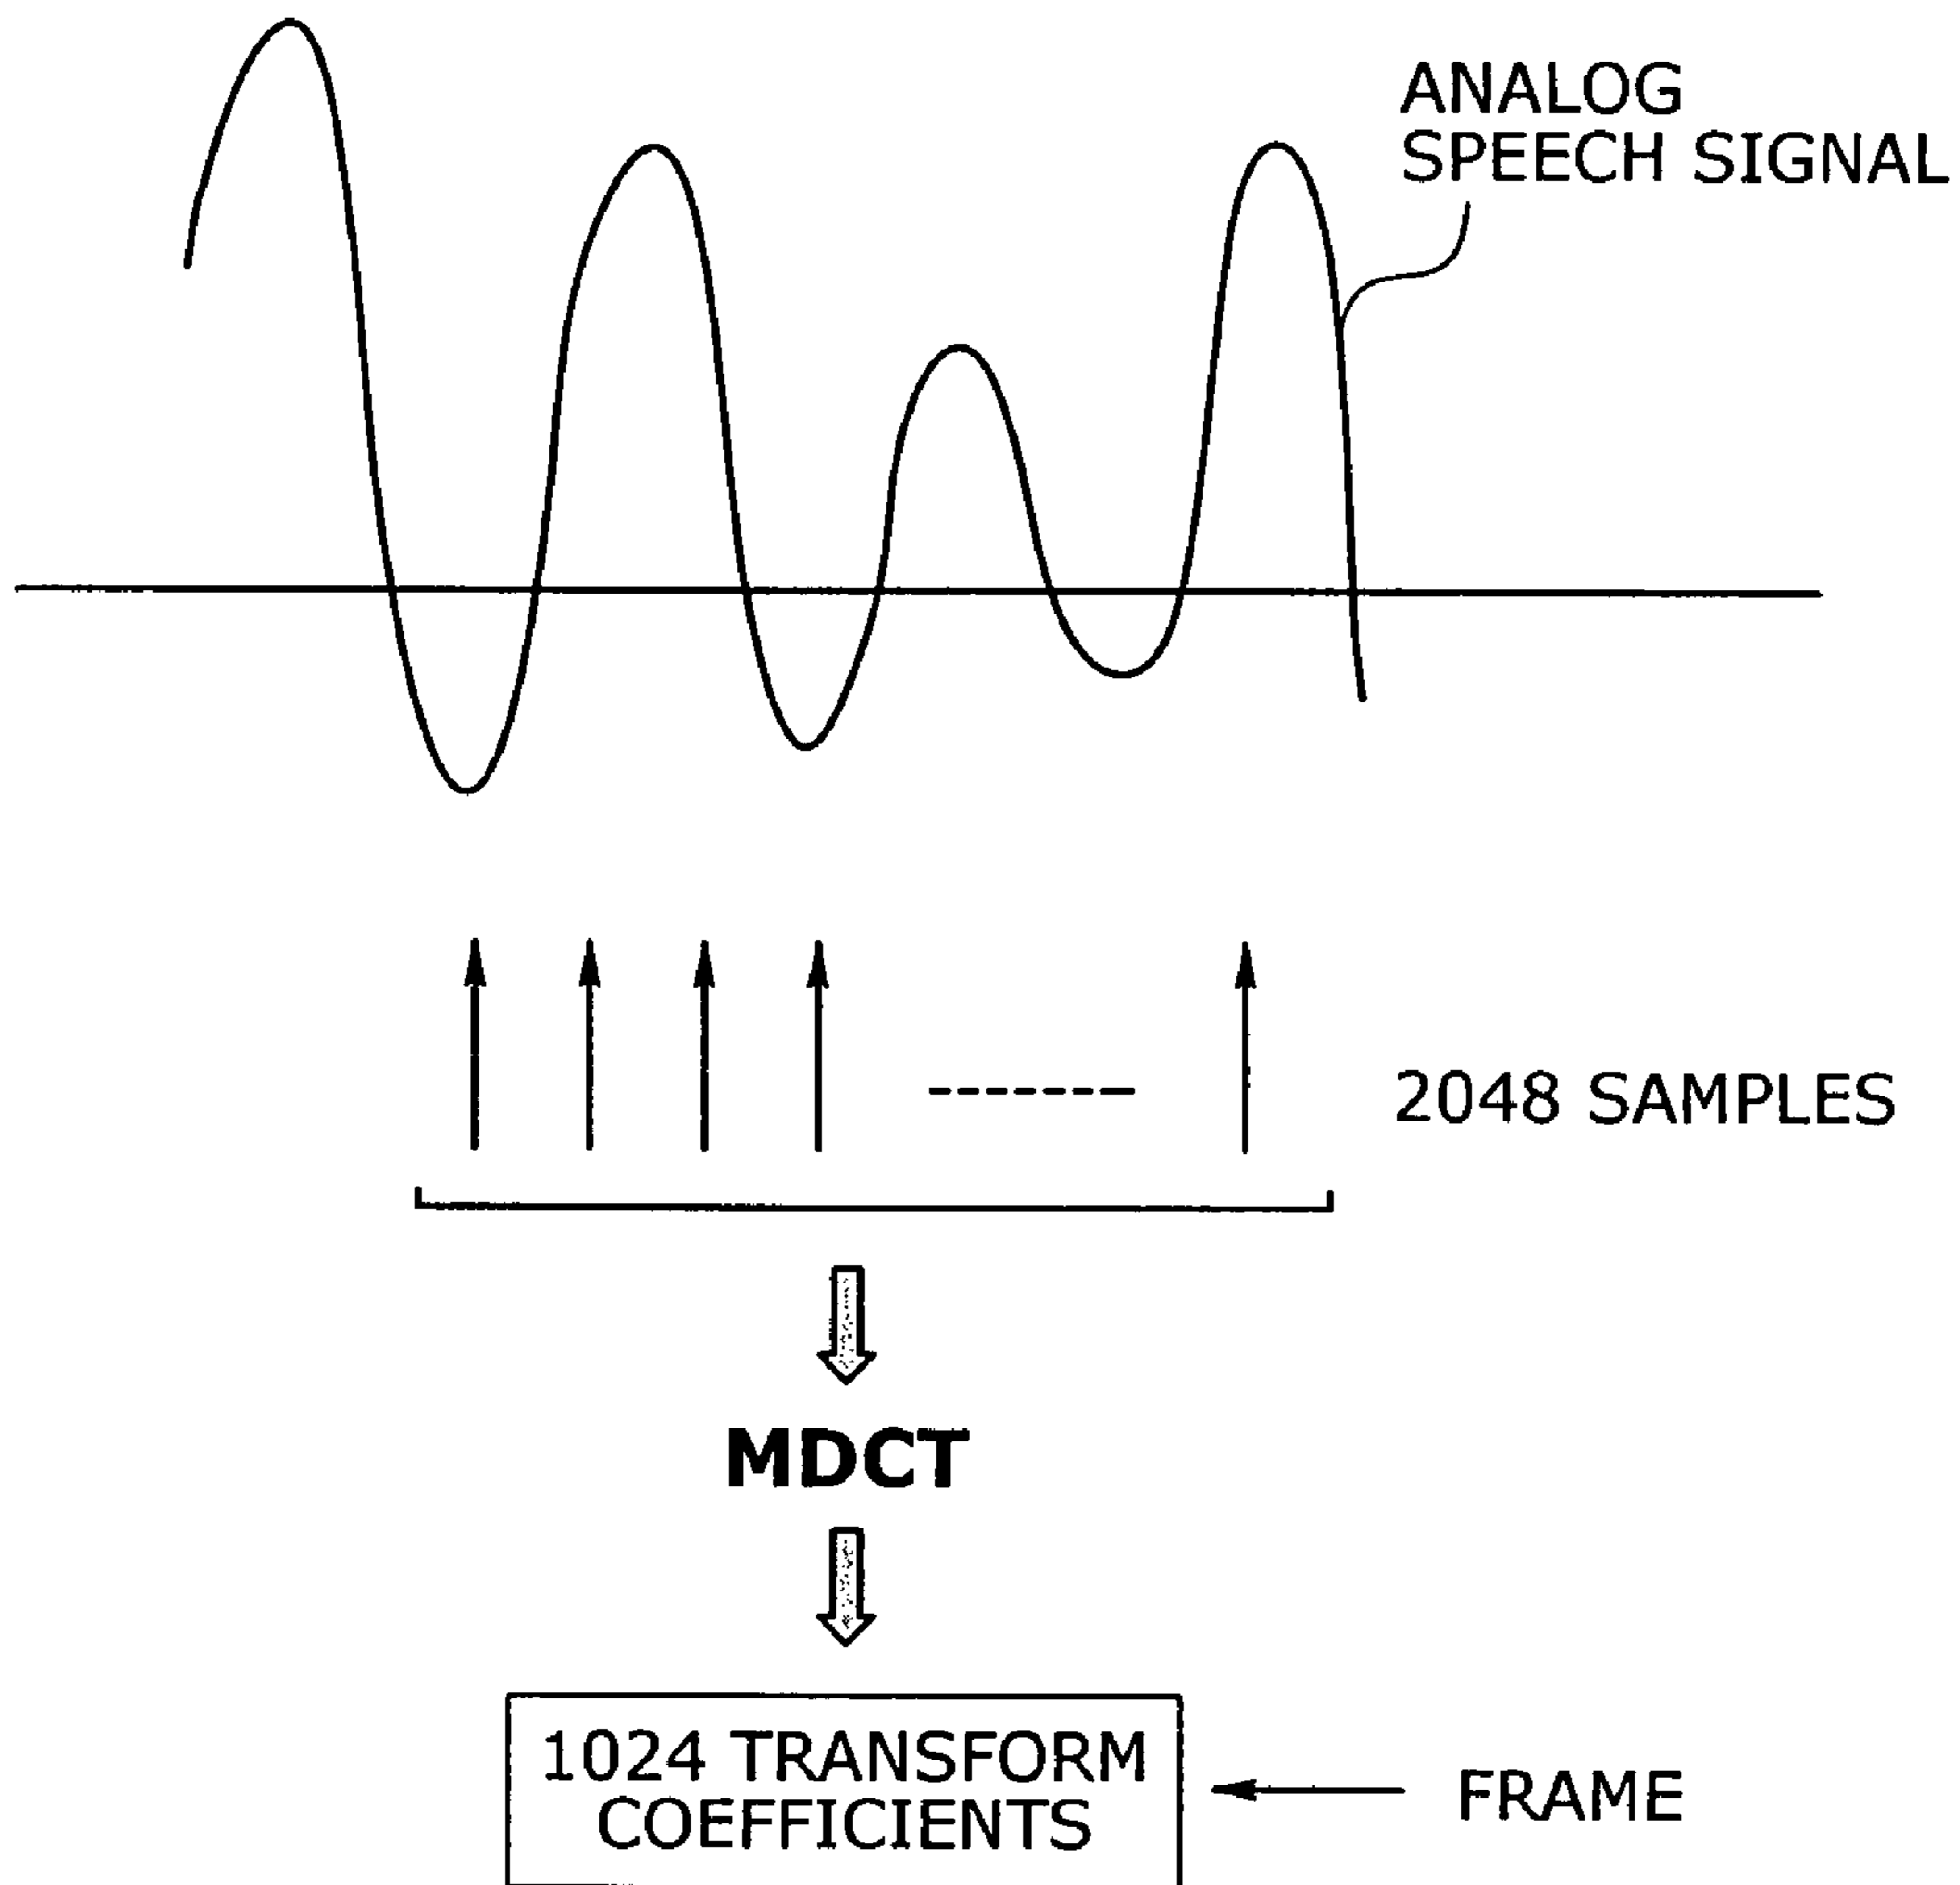 ANALOG
SPEECH SIGNAL
2048 SAMPLES
MDCT
1024 TRANSFORM
COEFFICIENTS
FRAME